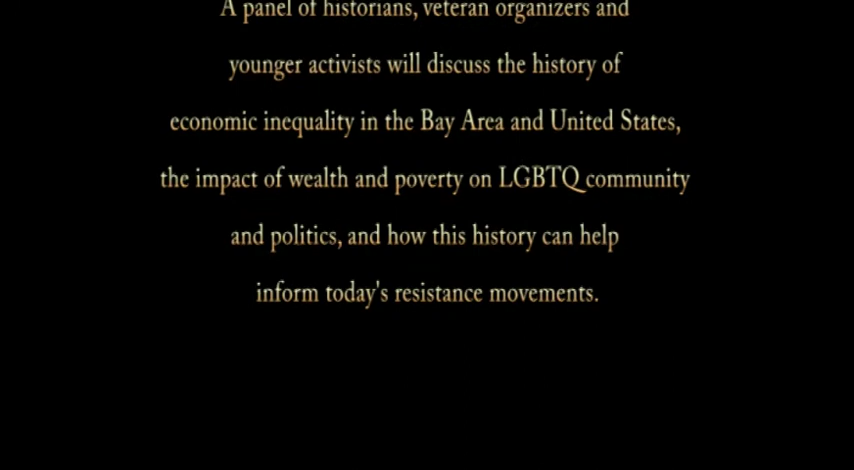 A panel of historians, veteran organizers and
younger activists will discuss the history of
economic inequality in the Bay Area and United States,
the impact of wealth and poverty on LGBTQ community
and politics, and how this history can help
inform today's resistance movements.